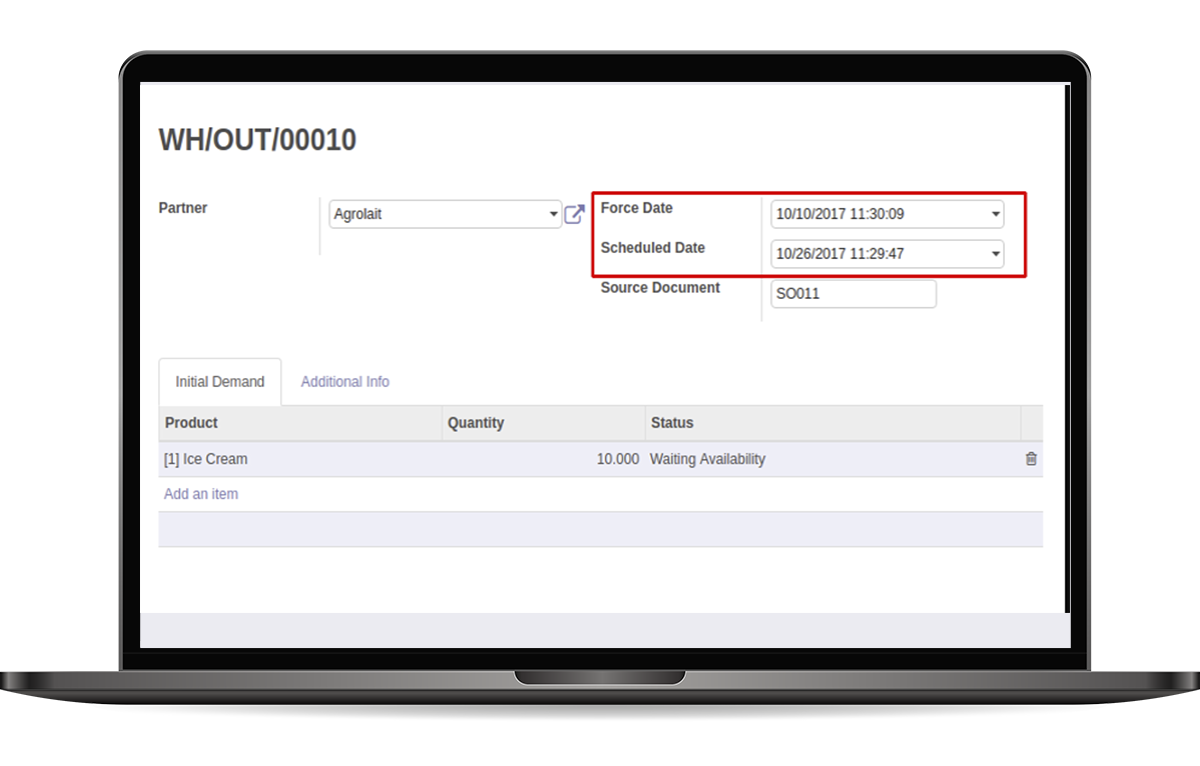 WH/OUT/00010
Partner
Agrolait
Force Date
10/10/2017 11:30:09
Scheduled Date
10/26/2017 11:29:47
Source Document
SO011
Initial Demand
Additional Info
Product Quantity Status
[1] Ice Cream 10.000 Waiting Availability
Add an item